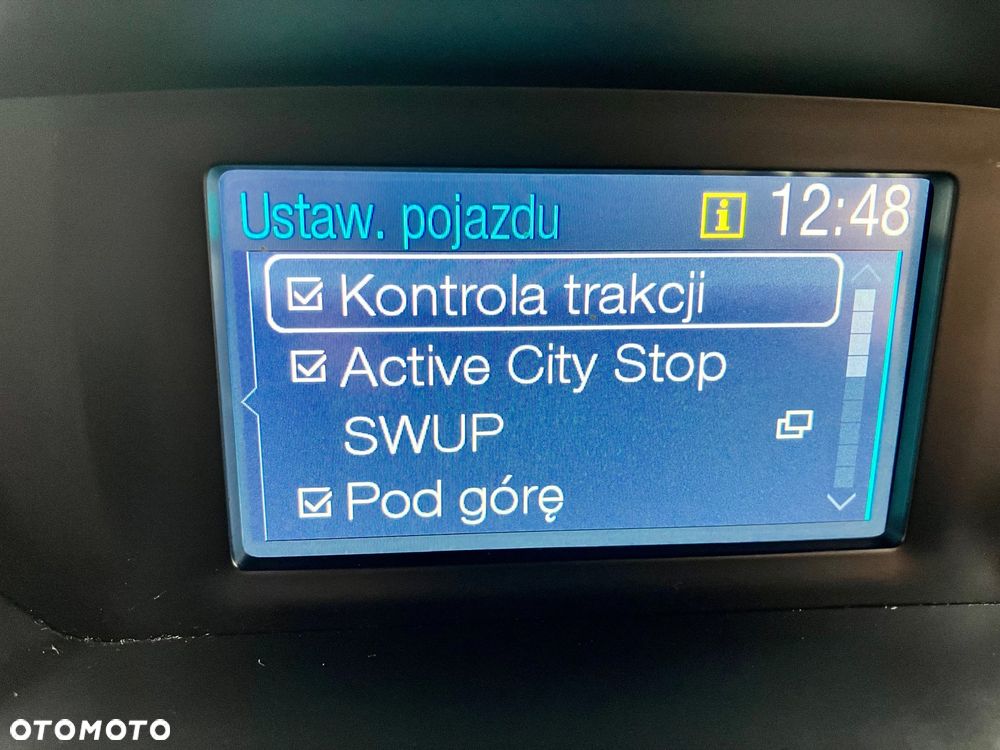 Ustaw. pojazdu i 12:48
Kontrola trakcji
Active City Stop
SWUP
Pod górę
OTOMOTO